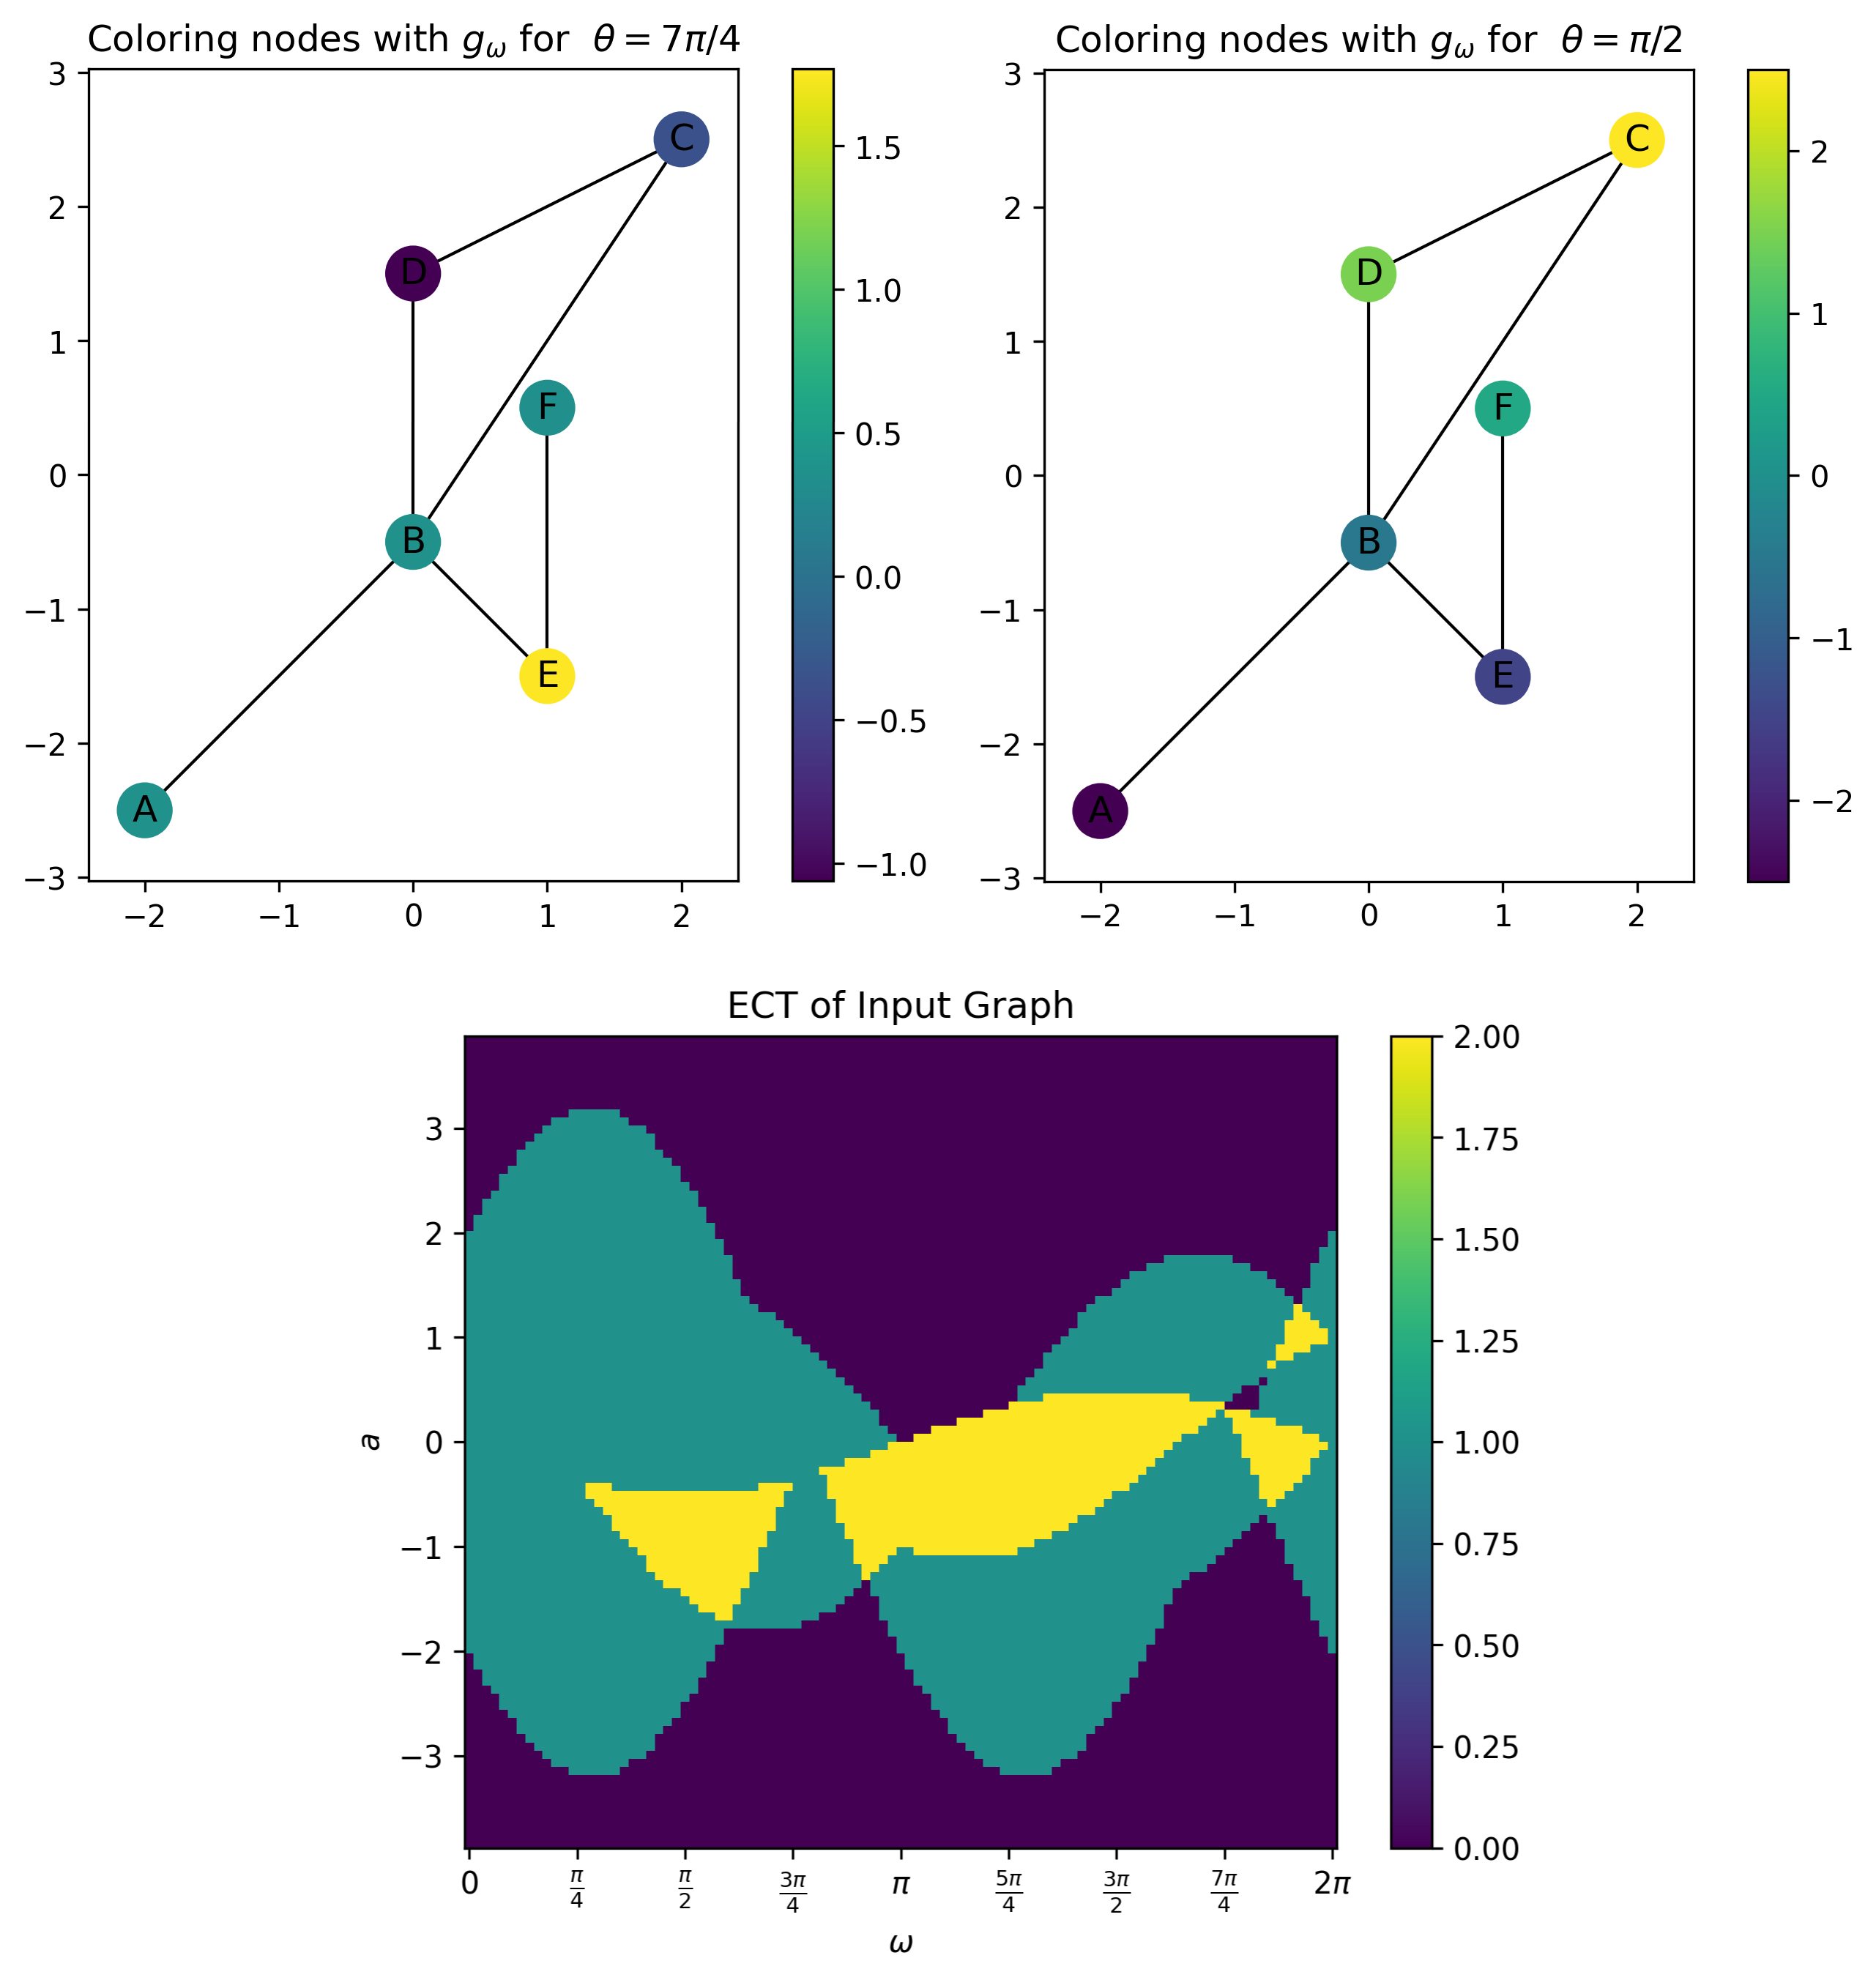 Coloring nodes with gω for θ = 7π/4
3
2
1
0
−1
−2
−3
−2
−1
0
1
2
C
D
F
B
E
A
1.5
1.0
0.5
0.0
−0.5
−1.0
Coloring nodes with gω for θ = π/2
3
2
1
0
−1
−2
−3
−2
−1
0
1
2
C
D
F
B
E
A
2
1
0
−1
−2
ECT of Input Graph
a
3
2
1
0
−1
−2
−3
0
π/4
π/2
3π/4
π
5π/4
3π/2
7π/4
2π
ω
2.00
1.75
1.50
1.25
1.00
0.75
0.50
0.25
0.00